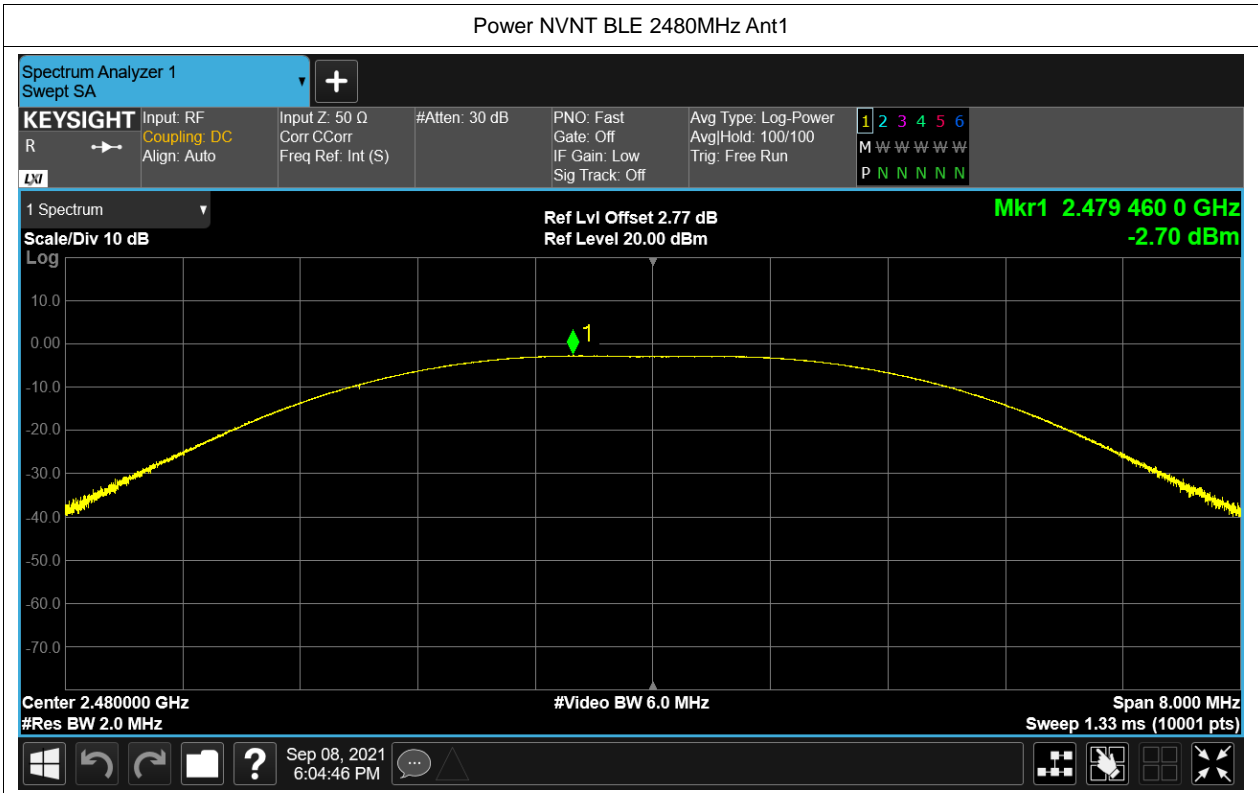 Power NVNT BLE 2480MHz Ant1
Spectrum Analyzer 1
Swept SA
KEYSIGHT
R
LXI
Input: RF
Coupling: DC
Align: Auto
Input Z: 50 Ω
Corr CCorr
Freq Ref: Int (S)
#Atten: 30 dB
PNO: Fast
Gate: Off
IF Gain: Low
Sig Track: Off
Avg Type: Log-Power
Avg|Hold: 100/100
Trig: Free Run
1 2 3 4 5 6
M W W W W W
P N N N N N
1 Spectrum
Scale/Div 10 dB
Log
Ref Lvl Offset 2.77 dB
Ref Level 20.00 dBm
Mkr1 2.479 460 0 GHz
-2.70 dBm
10.0
0.00
-10.0
-20.0
-30.0
-40.0
-50.0
-60.0
-70.0
1
Center 2.480000 GHz
#Res BW 2.0 MHz
#Video BW 6.0 MHz
Span 8.000 MHz
Sweep 1.33 ms (10001 pts)
?
Sep 08, 2021
6:04:46 PM